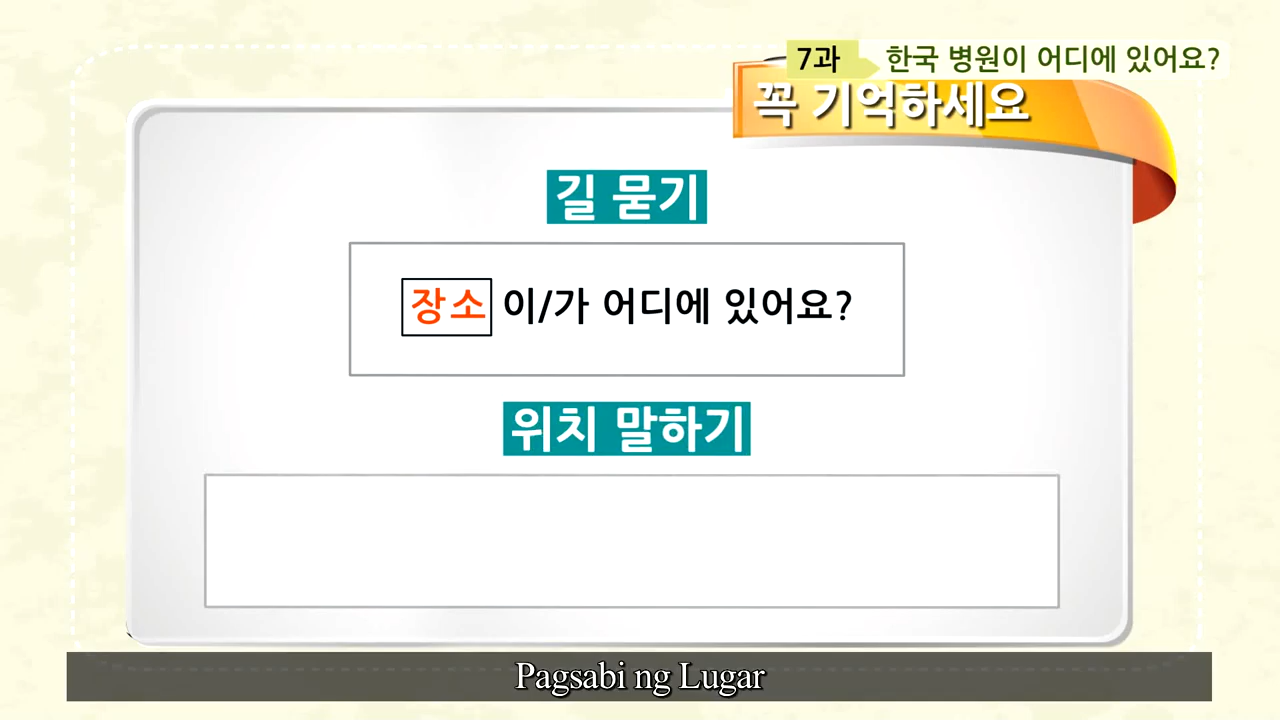 7과 한국 병원이 어디에 있어요?
꼭 기억하세요
길 묻기
장소 이/가 어디에 있어요?
위치 말하기
Pagsabi ng Lugar